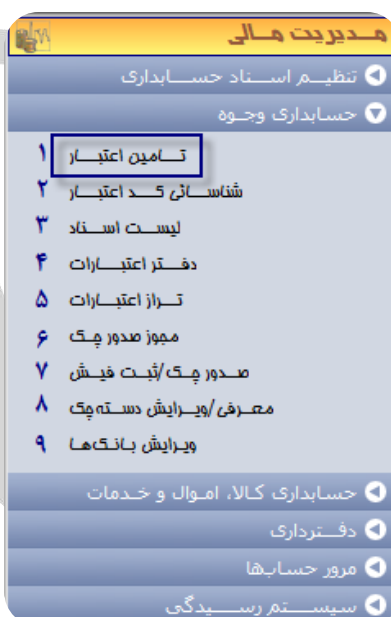 مدیریت مالی
تنظیم اسناد حسابداری
حسابداری وجوه
۱ تامین اعتبار
۲ شناسائی کد اعتبار
۳ لیست اسناد
۴ دفتر اعتبارات
۵ تراز اعتبارات
۶ مجوز صدور چک
۷ صدور چک/ثبت فیش
۸ معرفی/ویرایش دسته‌چک
۹ ویرایش بانک‌ها
حسابداری کالا، اموال و خدمات
دفترداری
مرور حسابها
سیستم رسیدگی